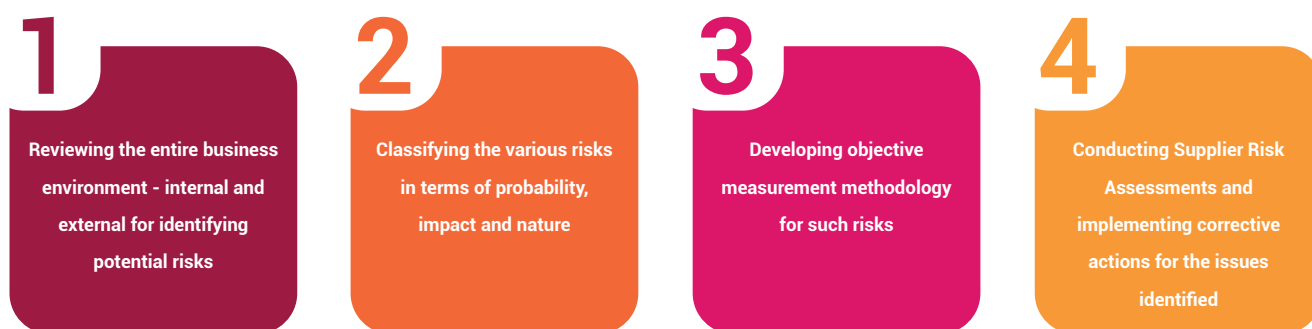 1
Reviewing the entire business
environment - internal and
external for identifying
potential risks
2
Classifying the various risks
in terms of probability,
impact and nature
3
Developing objective
measurement methodology
for such risks
4
Conducting Supplier Risk
Assessments and
implementing corrective
actions for the issues
identified